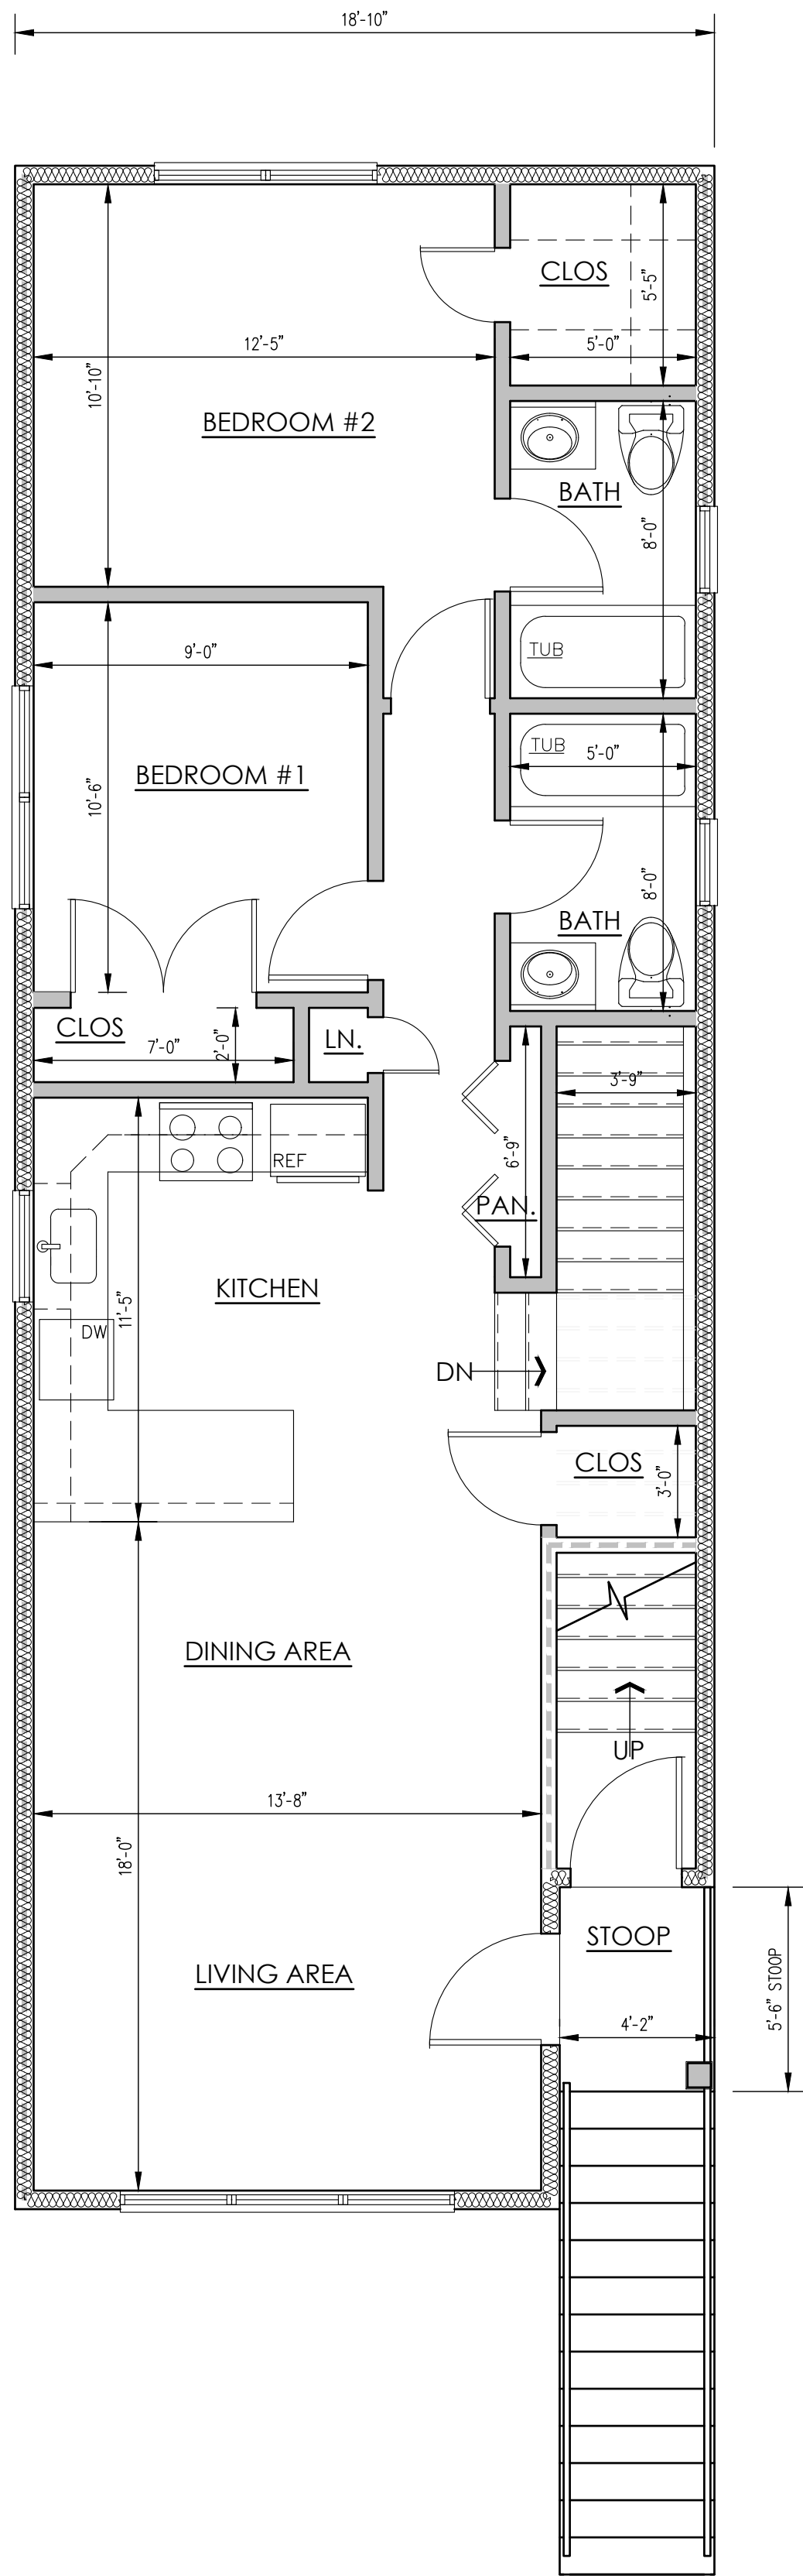 18'-10"
CLOS
5'-5"
5'-0"
12'-5"
10'-10"
BEDROOM #2
BATH
8'-0"
TUB
9'-0"
TUB
5'-0"
BEDROOM #1
10'-6"
8'-0"
BATH
CLOS
7'-0"
2'-0"
LN.
3'-9"
6'-9"
REF
PAN.
KITCHEN
11'-5"
DW
DN
CLOS
3'-0"
DINING AREA
UP
13'-8"
18'-0"
STOOP
LIVING AREA
4'-2"
5'-6" STOOP